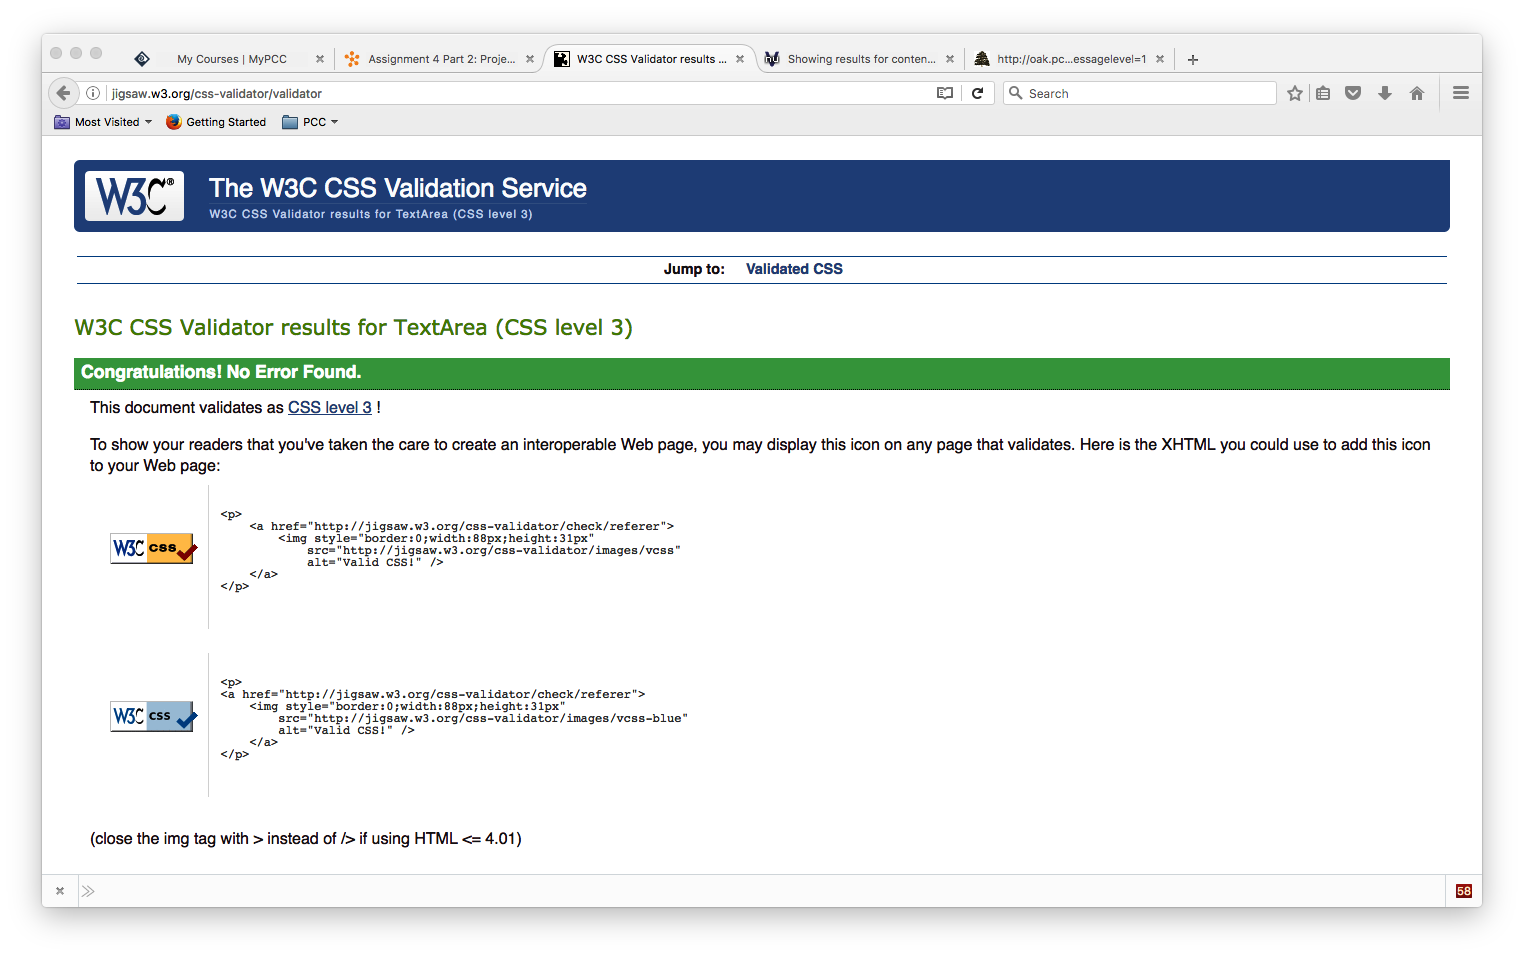 My Courses | MyPCC
Assignment 4 Part 2: Proje...
W3C CSS Validator results ...
Showing results for conten...
http://oak.pc...essagelevel=1
jigsaw.w3.org/css-validator/validator
Search
Most Visited
Getting Started
PCC
W3C®
The W3C CSS Validation Service
W3C CSS Validator results for TextArea (CSS level 3)
Jump to: Validated CSS
W3C CSS Validator results for TextArea (CSS level 3)
Congratulations! No Error Found.
This document validates as CSS level 3 !
To show your readers that you've taken the care to create an interoperable Web page, you may display this icon on any page that validates. Here is the XHTML you could use to add this icon
to your Web page:
W3C css
<p>
<a href="http://jigsaw.w3.org/css-validator/check/referer">
<img style="border:0;width:88px;height:31px"
src="http://jigsaw.w3.org/css-validator/images/vcss"
alt="Valid CSS!" />
</a>
</p>
W3C css
<p>
<a href="http://jigsaw.w3.org/css-validator/check/referer">
<img style="border:0;width:88px;height:31px"
src="http://jigsaw.w3.org/css-validator/images/vcss-blue"
alt="Valid CSS!" />
</a>
</p>
(close the img tag with > instead of /> if using HTML <= 4.01)
58